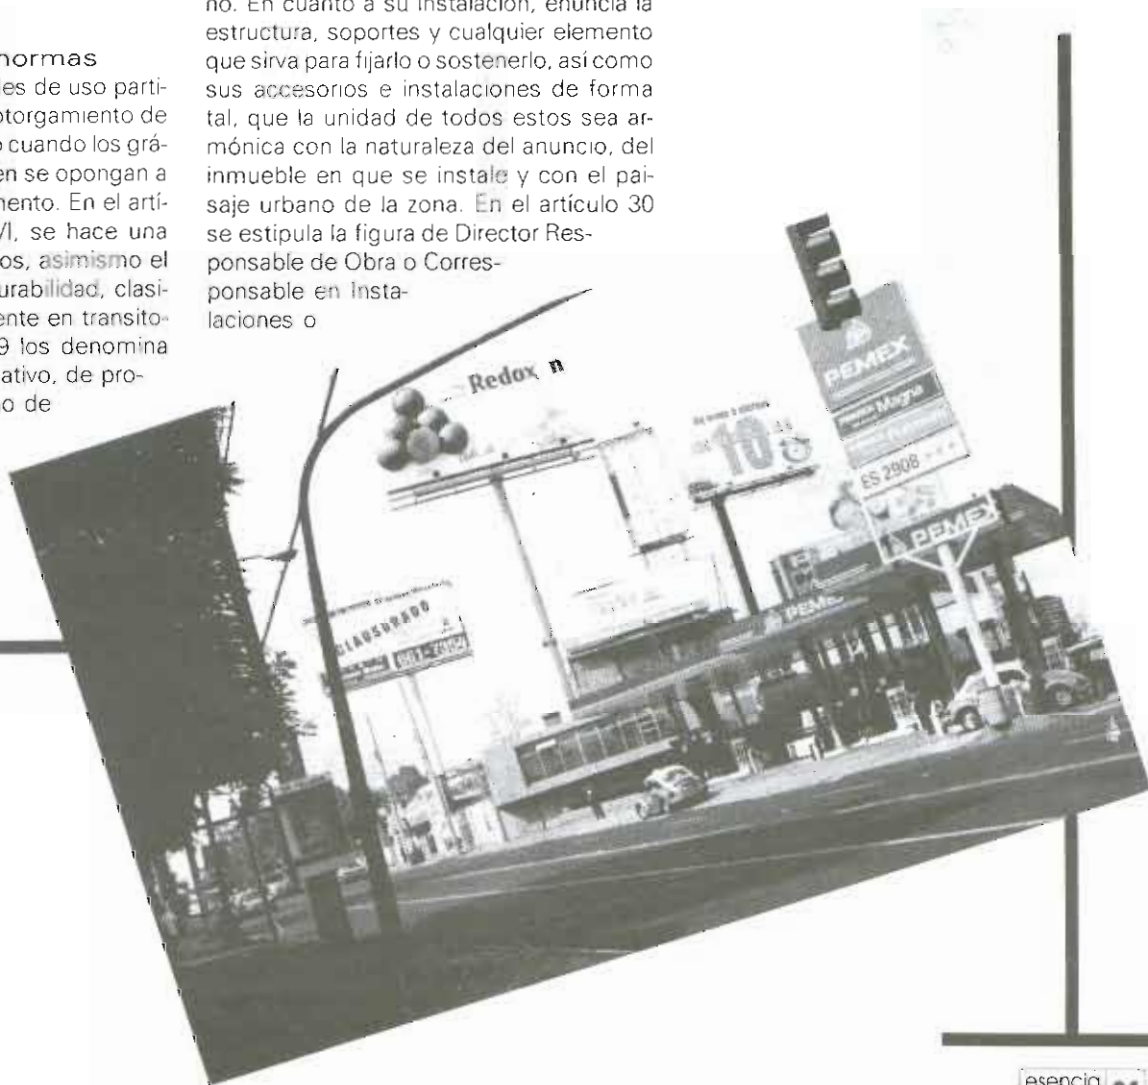 normas
les de uso parti-
otorgamiento de
o cuando los grá-
en se opongan a
mento. En el artí-
VI, se hace una
os, asimismo el
urabilidad, clasi-
ente en transito-
9 los denomina
ativo, de pro-
o de
no. En cuanto a su instalación, enuncia la
estructura, soportes y cualquier elemento
que sirva para fijarlo o sostenerlo, así como
sus accesorios e instalaciones de forma
tal, que la unidad de todos estos sea ar-
mónica con la naturaleza del anuncio, del
inmueble en que se instale y con el pai-
saje urbano de la zona. En el artículo 30
se estipula la figura de Director Res-
ponsable de Obra o Corres-
ponsable en Insta-
laciones o
Redox
10
PEMEX
Magna
ES 2908
PEMEX
PEMEX
CLAUSURADO
esencia